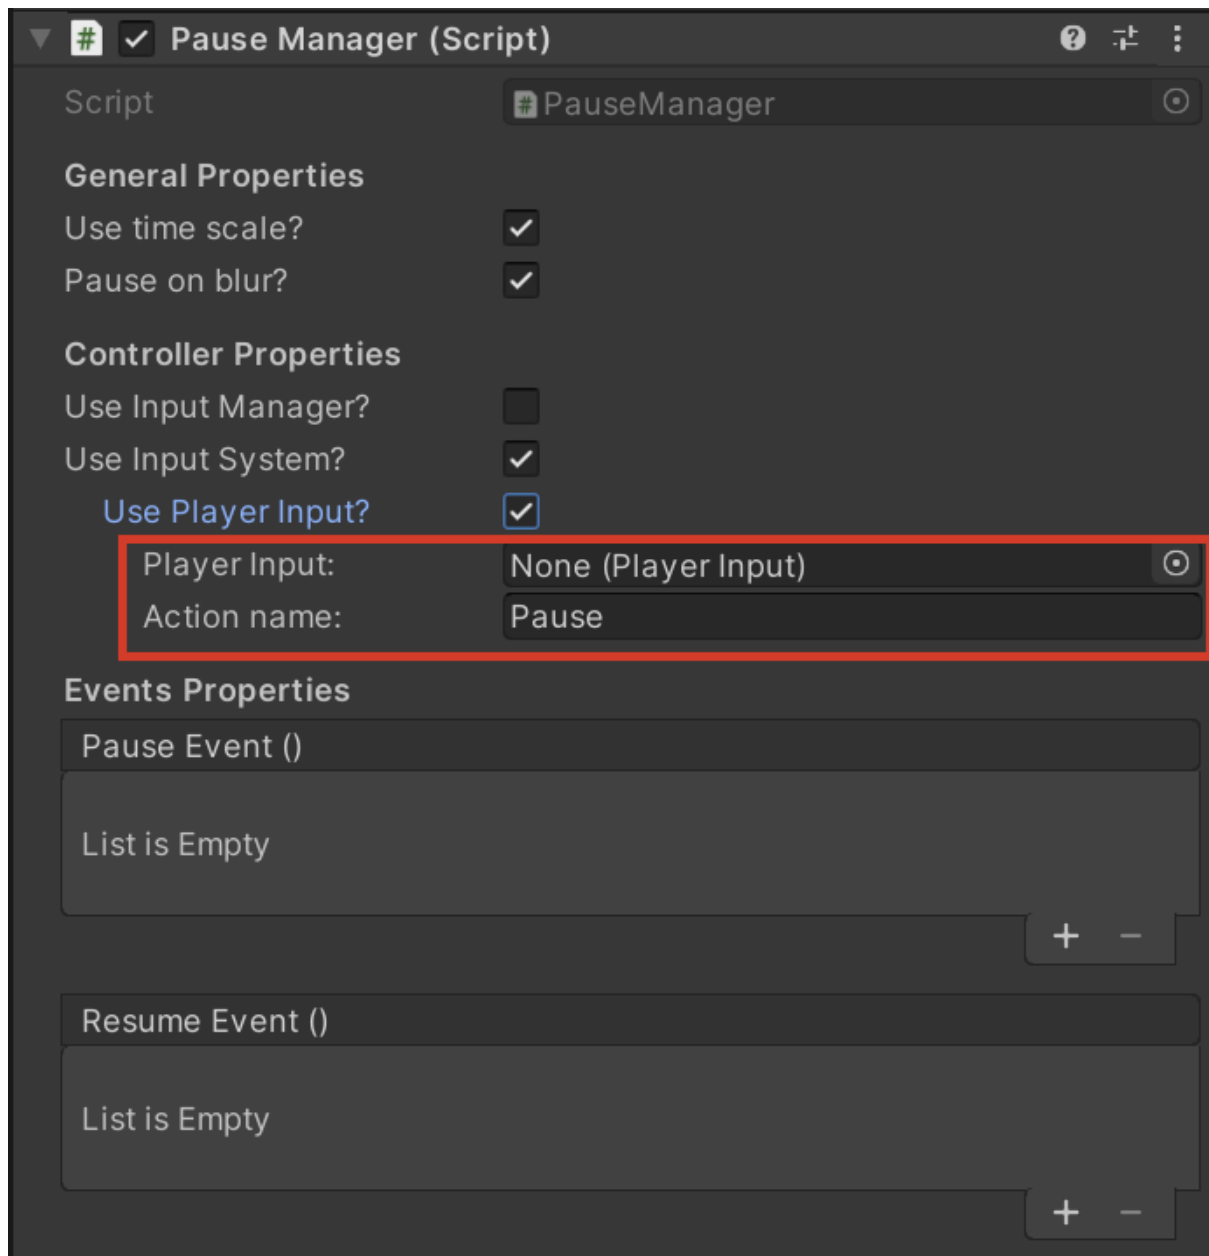 # Pause Manager (Script)
Script # PauseManager
General Properties
Use time scale?
Pause on blur?
Controller Properties
Use Input Manager?
Use Input System?
Use Player Input?
Player Input: None (Player Input)
Action name: Pause
Events Properties
Pause Event ()
List is Empty
+ −
Resume Event ()
List is Empty
+ −